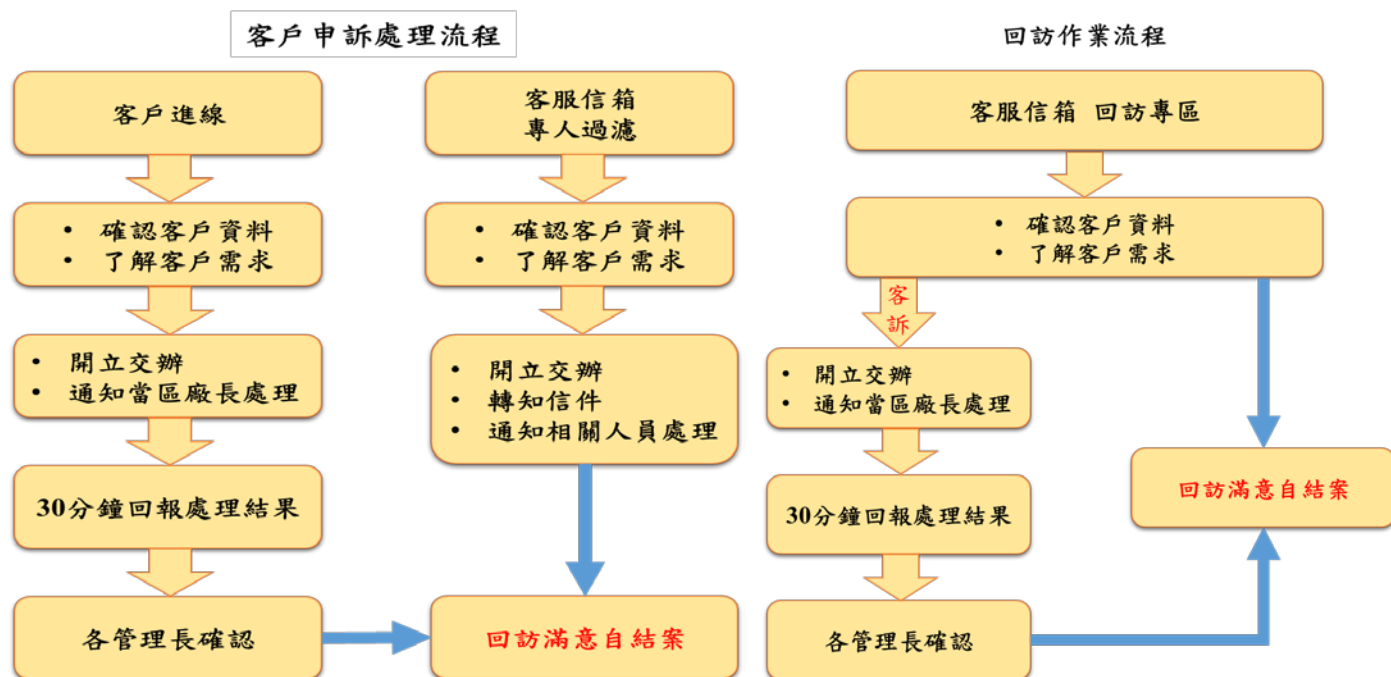 客戶申訴處理流程
客戶進線
• 確認客戶資料
• 了解客戶需求
• 開立交辦
• 通知當區廠長處理
30分鐘回報處理結果
各管理長確認
客服信箱
專人過濾
• 確認客戶資料
• 了解客戶需求
• 開立交辦
• 轉知信件
• 通知相關人員處理
回訪滿意自結案
回訪作業流程
客服信箱 回訪專區
• 確認客戶資料
• 了解客戶需求
客訴
• 開立交辦
• 通知當區廠長處理
30分鐘回報處理結果
各管理長確認
回訪滿意自結案